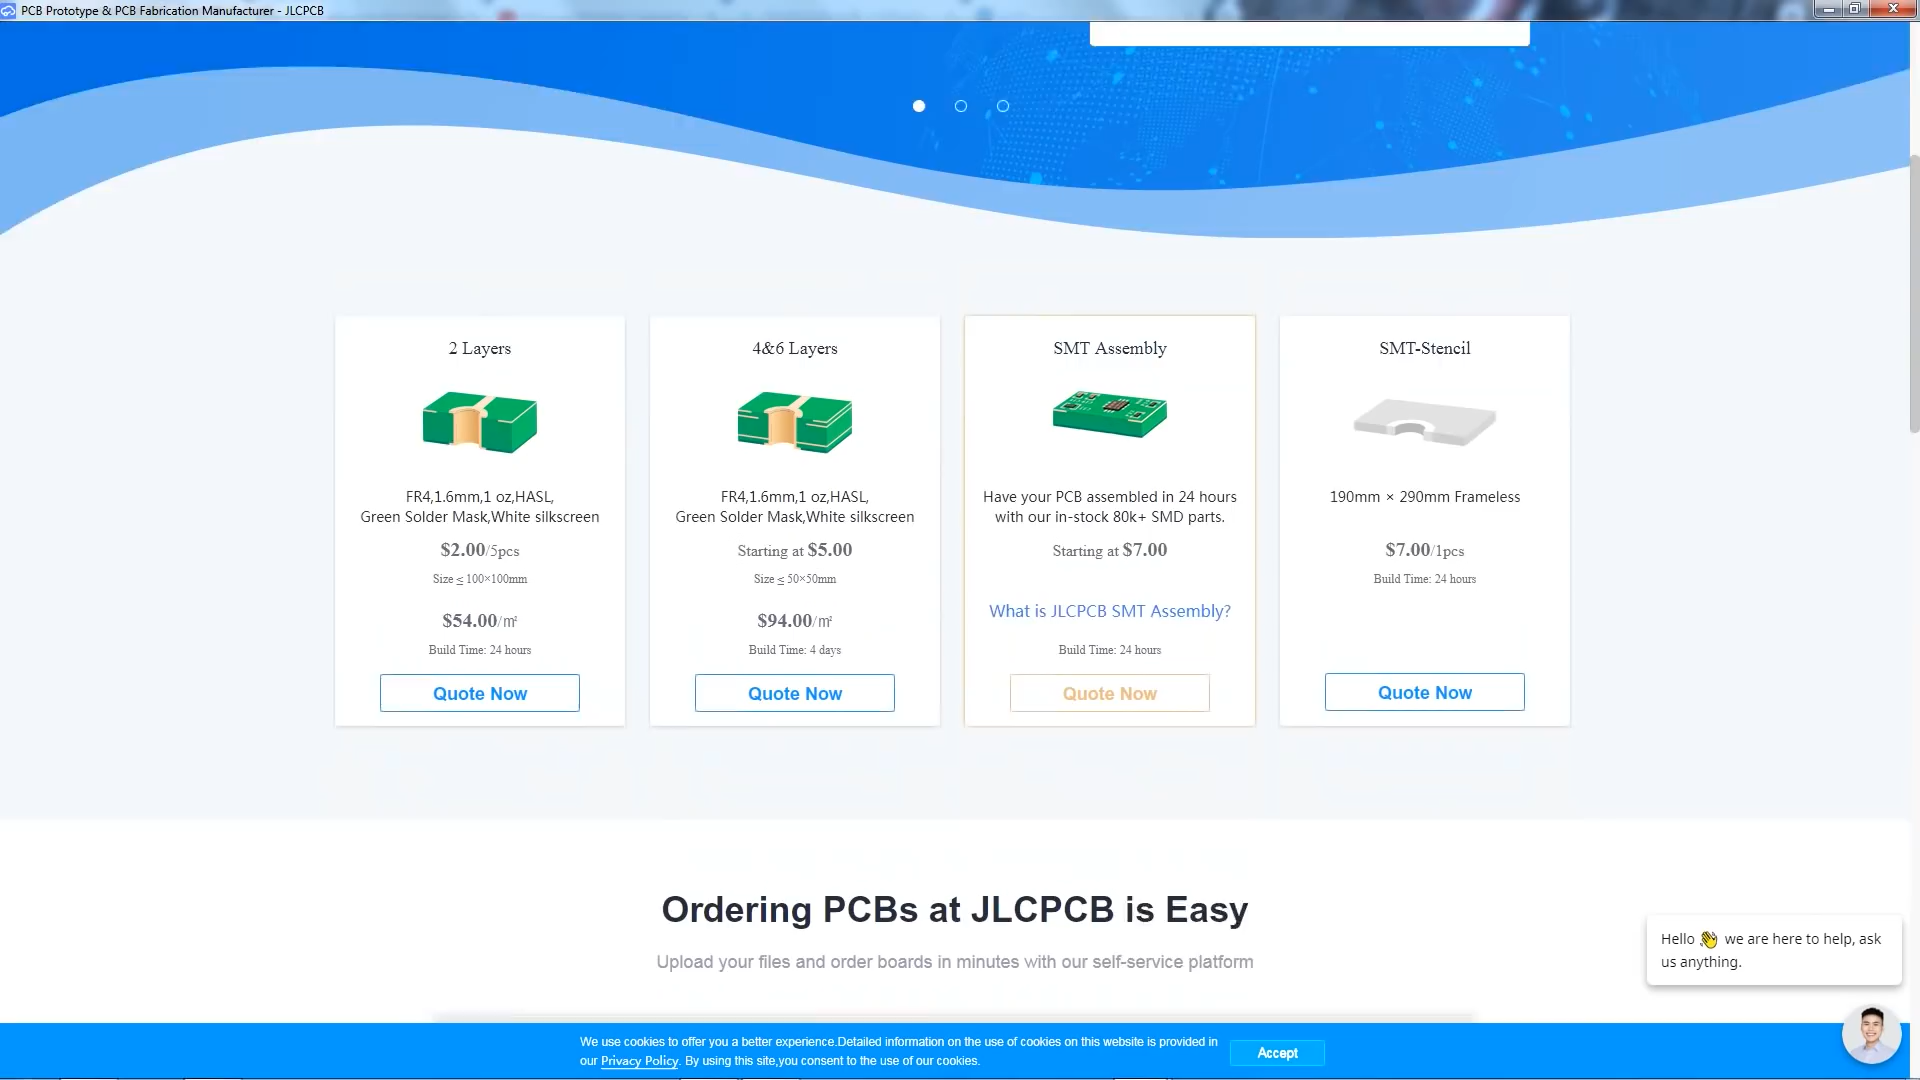 PCB Prototype & PCB Fabrication Manufacturer - JLCPCB
2 Layers
FR4,1.6mm,1 oz,HASL,
Green Solder Mask,White silkscreen
$2.00/5pcs
Size ≤ 100×100mm
$54.00/㎡
Build Time: 24 hours
Quote Now
4&6 Layers
FR4,1.6mm,1 oz,HASL,
Green Solder Mask,White silkscreen
Starting at $5.00
Size ≤ 50×50mm
$94.00/㎡
Build Time: 4 days
Quote Now
SMT Assembly
Have your PCB assembled in 24 hours
with our in-stock 80k+ SMD parts.
Starting at $7.00
What is JLCPCB SMT Assembly?
Build Time: 24 hours
Quote Now
SMT-Stencil
190mm × 290mm Frameless
$7.00/1pcs
Build Time: 24 hours
Quote Now
Ordering PCBs at JLCPCB is Easy
Upload your files and order boards in minutes with our self-service platform
Hello 👋 we are here to help, ask
us anything.
We use cookies to offer you a better experience.Detailed information on the use of cookies on this website is provided in
our Privacy Policy. By using this site,you consent to the use of our cookies.
Accept